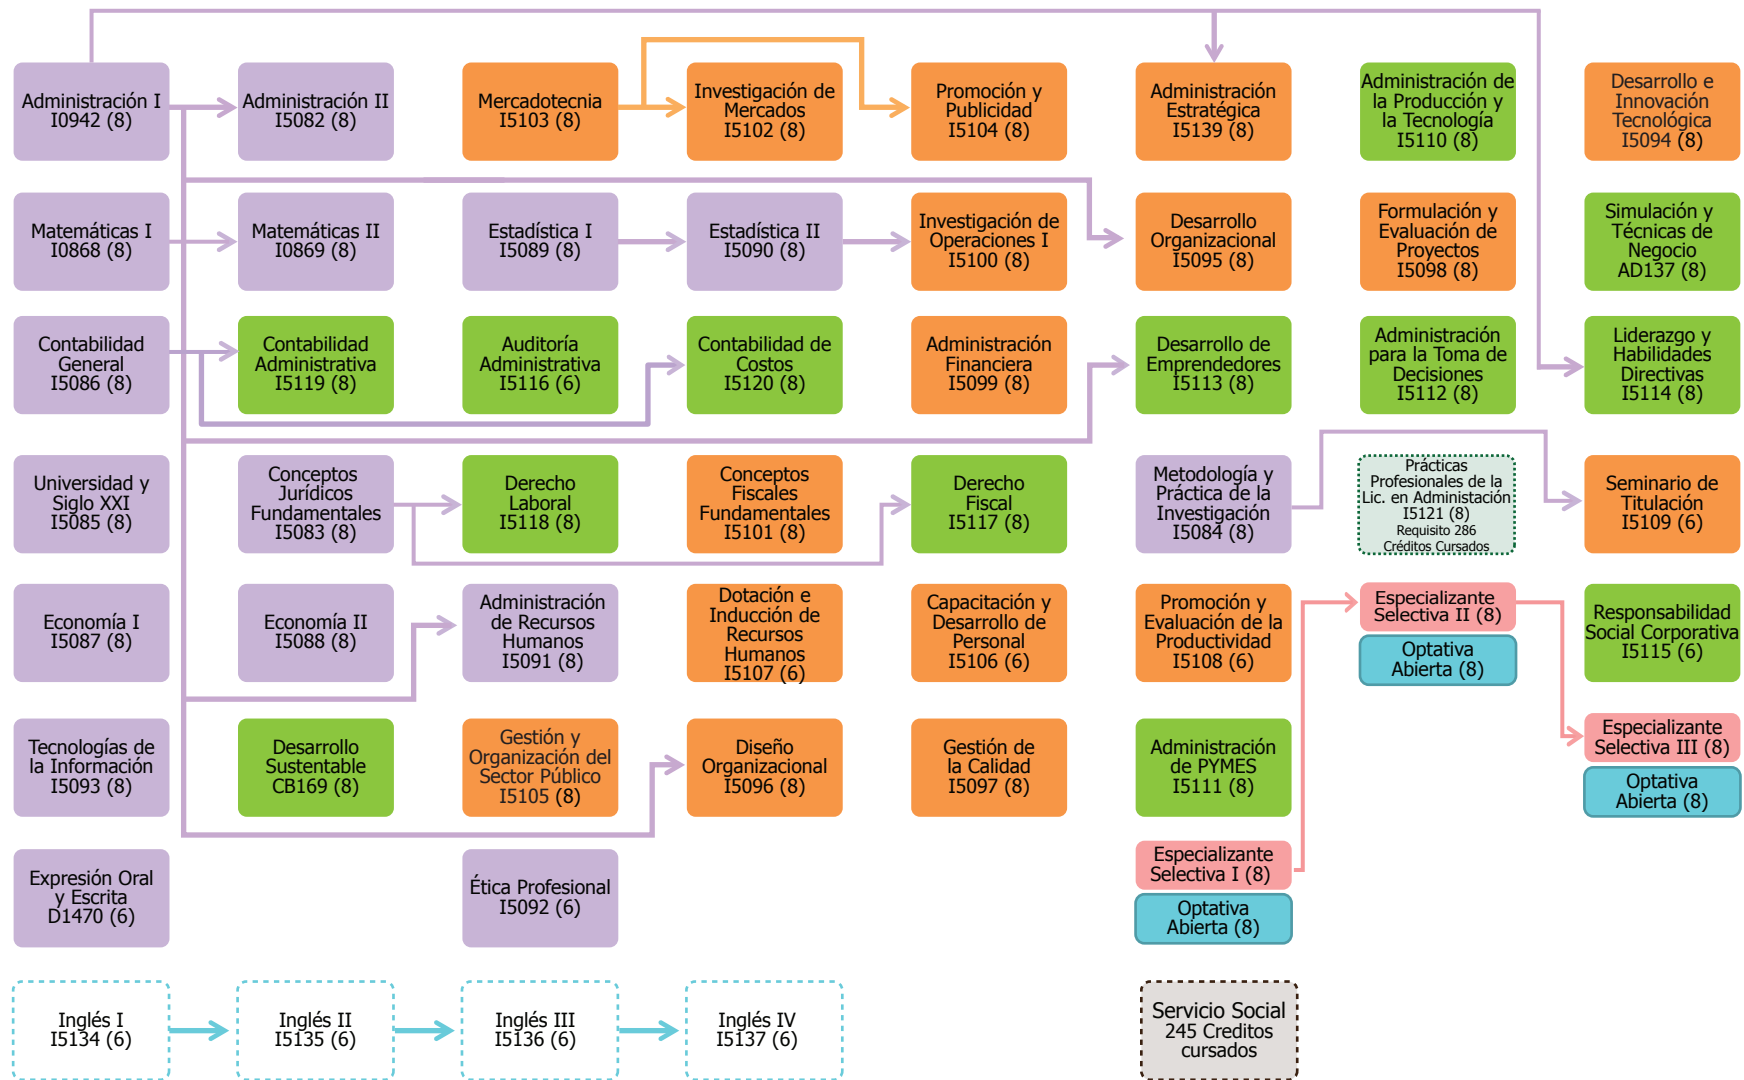 Administración I
I0942 (8)
Administración II
I5082 (8)
Mercadotecnia
I5103 (8)
Investigación de
Mercados
I5102 (8)
Promoción y
Publicidad
I5104 (8)
Administración
Estratégica
I5139 (8)
Administración de
la Producción y
la Tecnología
I5110 (8)
Desarrollo e
Innovación
Tecnológica
I5094 (8)
Matemáticas I
I0868 (8)
Matemáticas II
I0869 (8)
Estadística I
I5089 (8)
Estadística II
I5090 (8)
Investigación de
Operaciones I
I5100 (8)
Desarrollo
Organizacional
I5095 (8)
Formulación y
Evaluación de
Proyectos
I5098 (8)
Simulación y
Técnicas de
Negocio
AD137 (8)
Contabilidad
General
I5086 (8)
Contabilidad
Administrativa
I5119 (8)
Auditoría
Administrativa
I5116 (6)
Contabilidad de
Costos
I5120 (8)
Administración
Financiera
I5099 (8)
Desarrollo de
Emprendedores
I5113 (8)
Administración
para la Toma de
Decisiones
I5112 (8)
Liderazgo y
Habilidades
Directivas
I5114 (8)
Universidad y
Siglo XXI
I5085 (8)
Conceptos
Jurídicos
Fundamentales
I5083 (8)
Derecho
Laboral
I5118 (8)
Conceptos
Fiscales
Fundamentales
I5101 (8)
Derecho
Fiscal
I5117 (8)
Metodología y
Práctica de la
Investigación
I5084 (8)
Prácticas
Profesionales de la
Lic. en Administación
I5121 (8)
Requisito 286
Créditos Cursados
Seminario de
Titulación
I5109 (6)
Economía I
I5087 (8)
Economía II
I5088 (8)
Administración
de Recursos
Humanos
I5091 (8)
Dotación e
Inducción de
Recursos
Humanos
I5107 (6)
Capacitación y
Desarrollo de
Personal
I5106 (6)
Promoción y
Evaluación de la
Productividad
I5108 (6)
Especializante
Selectiva II (8)
Optativa
Abierta (8)
Responsabilidad
Social Corporativa
I5115 (6)
Tecnologías de
la Información
I5093 (8)
Desarrollo
Sustentable
CB169 (8)
Gestión y
Organización del
Sector Público
I5105 (8)
Diseño
Organizacional
I5096 (8)
Gestión de
la Calidad
I5097 (8)
Administración
de PYMES
I5111 (8)
Especializante
Selectiva III (8)
Optativa
Abierta (8)
Expresión Oral
y Escrita
D1470 (6)
Ética Profesional
I5092 (6)
Especializante
Selectiva I (8)
Optativa
Abierta (8)
Inglés I
I5134 (6)
Inglés II
I5135 (6)
Inglés III
I5136 (6)
Inglés IV
I5137 (6)
Servicio Social
245 Creditos
cursados